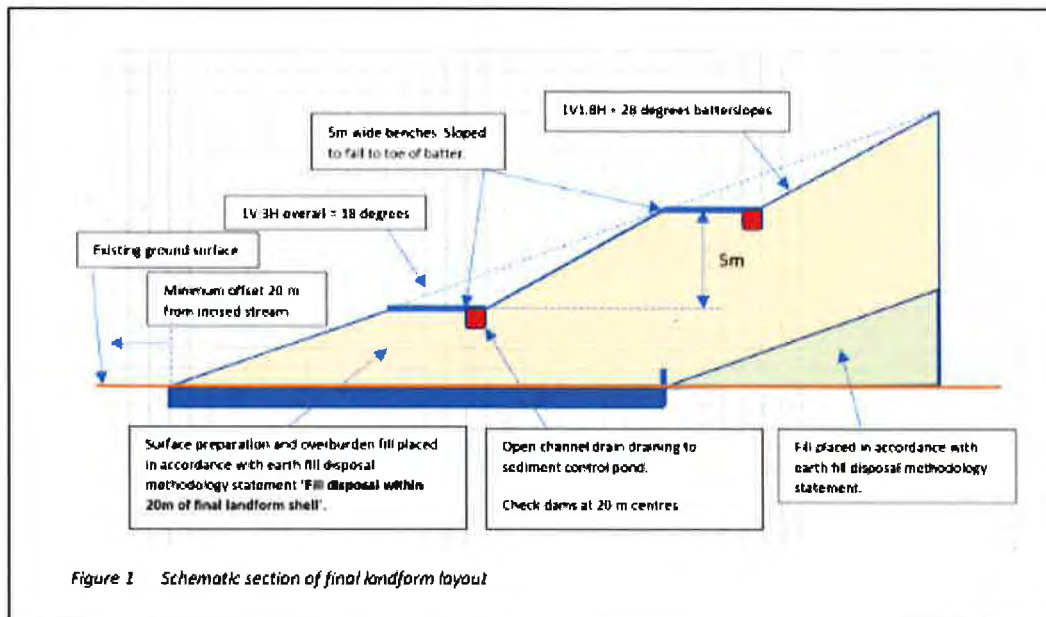 1V1.8H = 28 degrees batterslopes
5m wide benches. Sloped
to fall to toe of batter.
1V:3H overall = 18 degrees
Existing ground surface
5m
Minimum offset 20 m
from incised stream
Surface preparation and overburden fill placed
in accordance with earth fill disposal
methodology statement 'Fill disposal within
20m of final landform shell'.
Open channel drain draining to
sediment control pond.
Check dams at 20 m centres
Fill placed in accordance with
earth fill disposal methodology
statement.
Figure 1 Schematic section of final landform layout